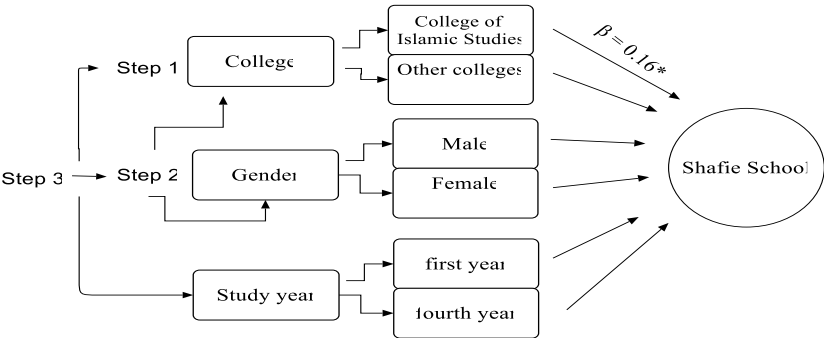 College of
Islamic Studies
β = 0.16*
Step 1
College
Other colleges
Male
Step 3
Step 2
Gender
Female
Shafie School
first year
Study year
fourth year